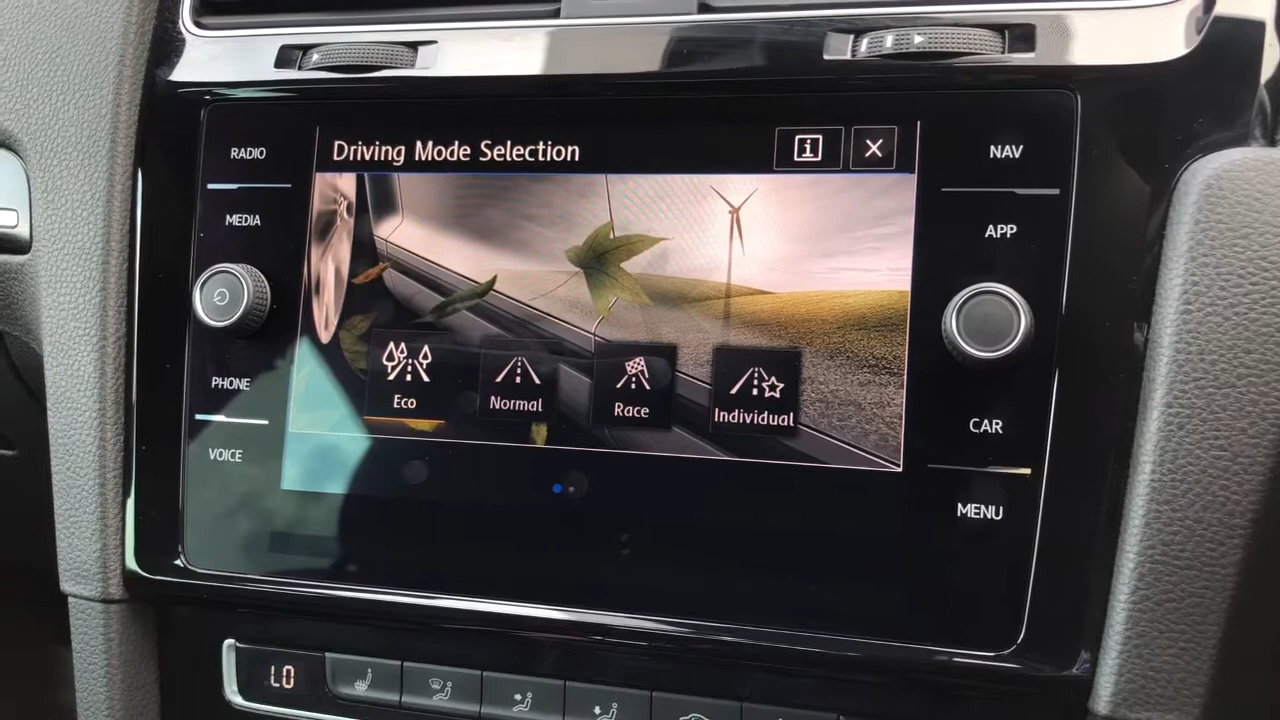 RADIO
MEDIA
PHONE
VOICE
Driving Mode Selection
i
Eco
Normal
Race
Individual
NAV
APP
CAR
MENU
LO